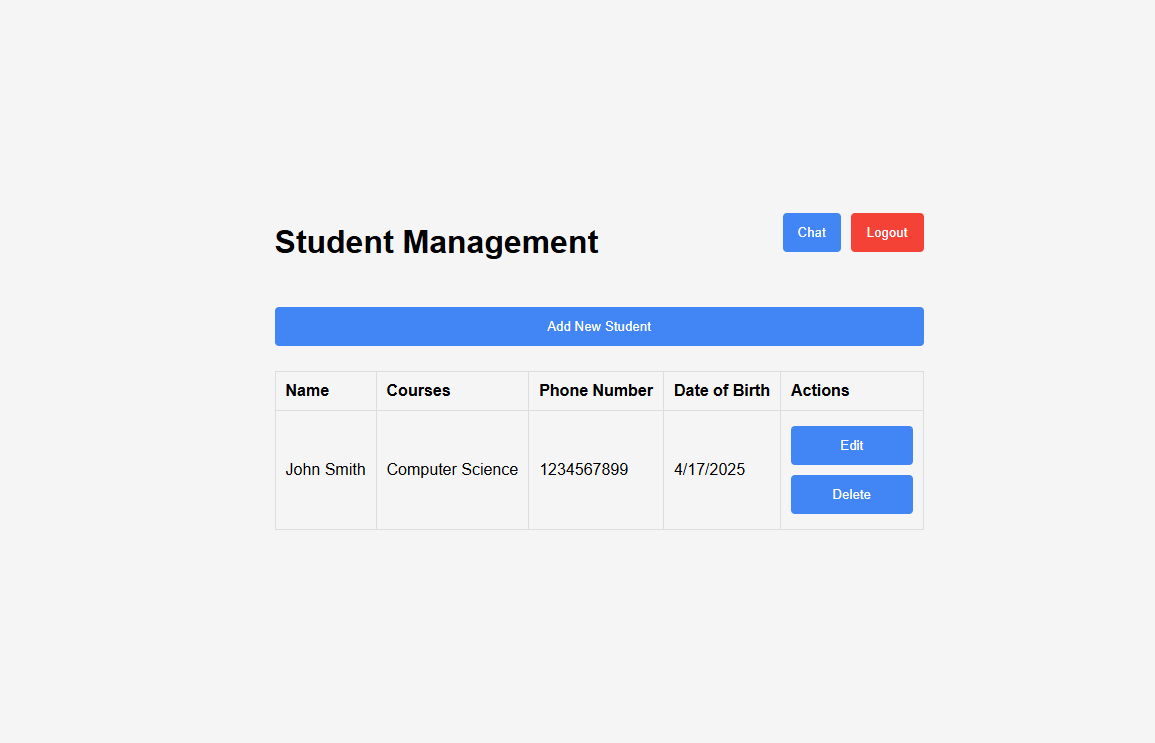 Student Management
Chat
Logout
Add New Student
Name Courses Phone Number Date of Birth Actions
John Smith Computer Science 1234567899 4/17/2025
Edit
Delete